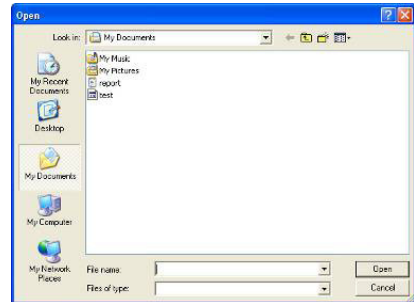 Open
Look in: My Documents
My Recent
Documents
Desktop
My Documents
My Computer
My Network
Places
My Music
My Pictures
report
test
File name:
Open
Files of type:
Cancel